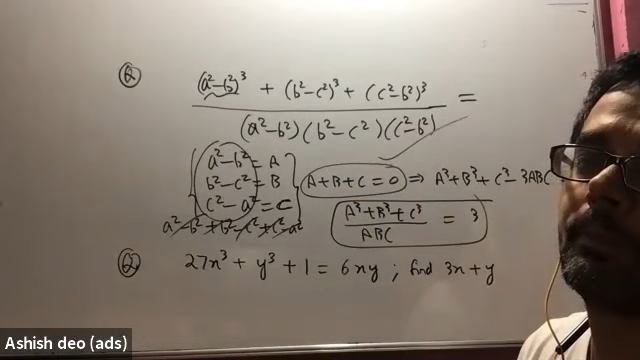 Q (a²-b²)³ + (b²-c²)³ + (c²-b²)³ =
(a²-b²)(b²-c²)(c²-b²)
a²-b² = A
b²-c² = B
c²-a² = C
A+B+C=0 ⇒ A³+B³+C³-3ABC
a²-b²+b²-c²+c²-a²
A³+B³+C³ / ABC = 3
Q 27x³ + y³ + 1 = 6xy ; find 3x+y
Ashish deo (ads)